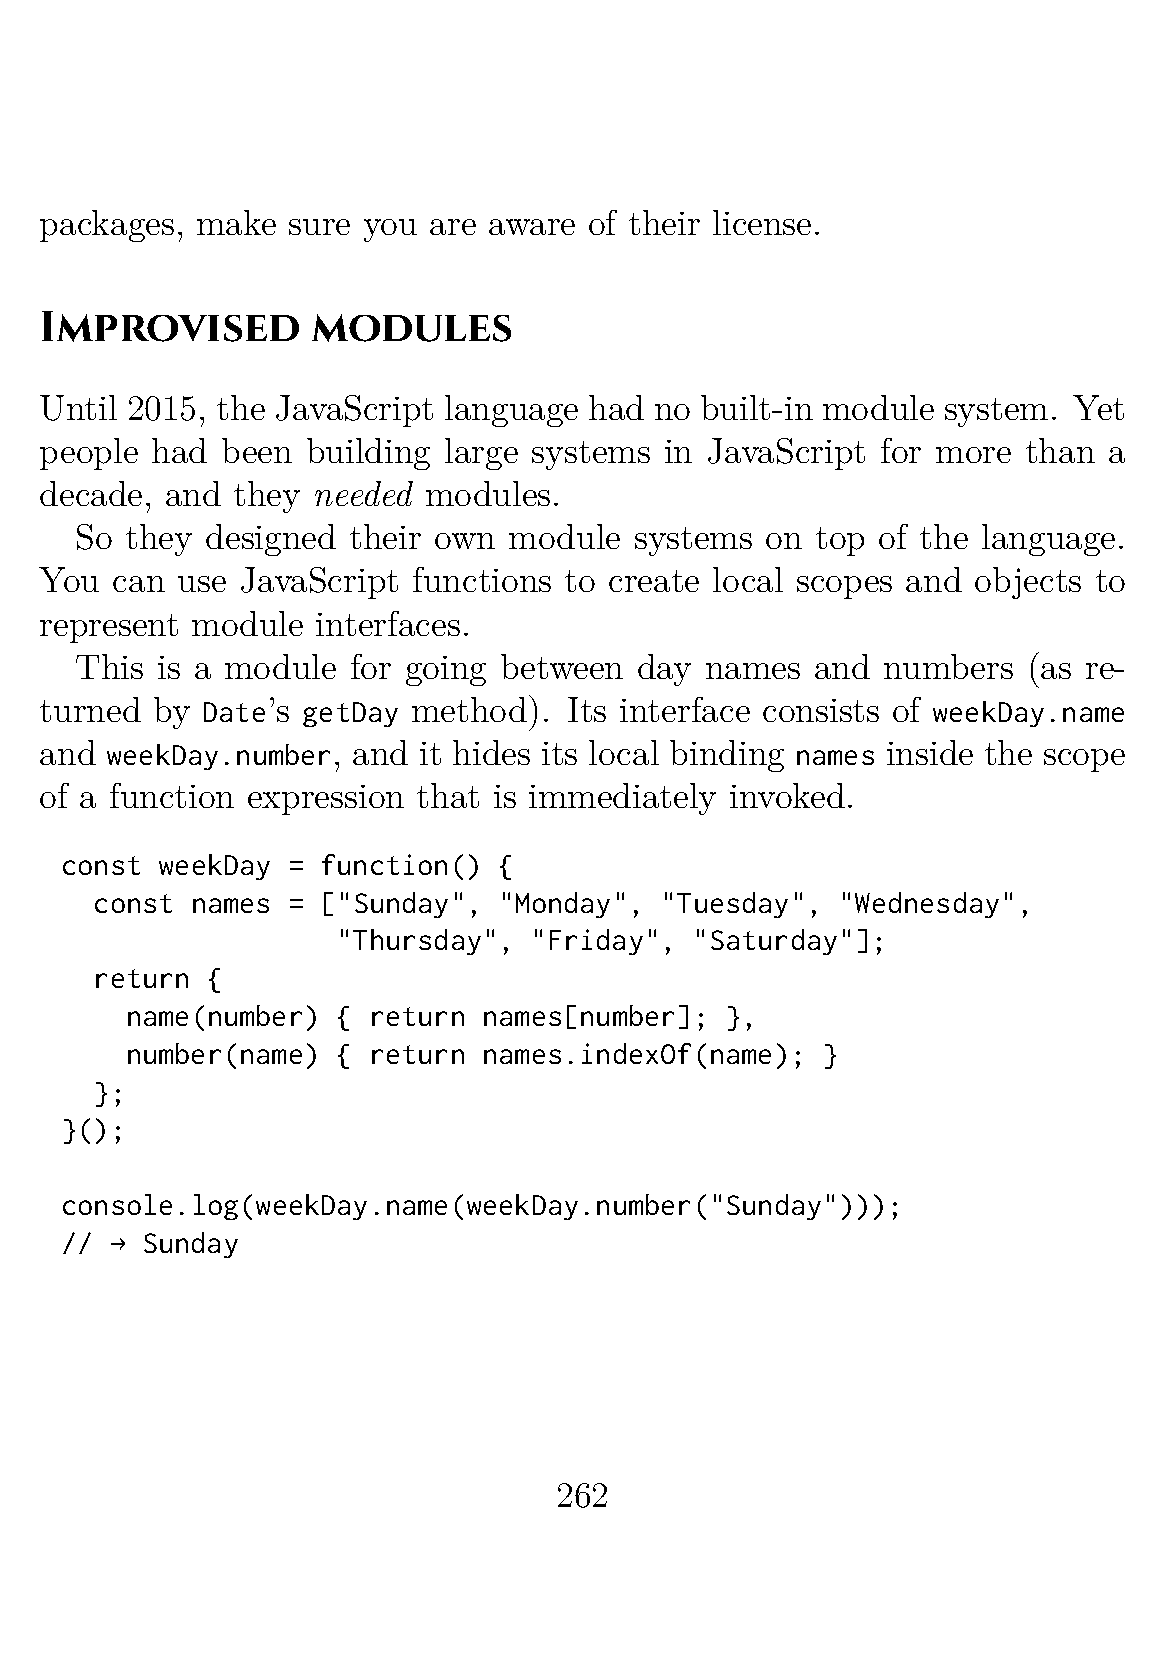 packages, make sure you are aware of their license.
Improvised modules
Until 2015, the JavaScript language had no built-in module system. Yet
people had been building large systems in JavaScript for more than a
decade, and they needed modules.
So they designed their own module systems on top of the language.
You can use JavaScript functions to create local scopes and objects to
represent module interfaces.
This is a module for going between day names and numbers (as re-
turned by Date's getDay method). Its interface consists of weekDay.name
and weekDay.number, and it hides its local binding names inside the scope
of a function expression that is immediately invoked.
const weekDay = function() {
  const names = ["Sunday", "Monday", "Tuesday", "Wednesday",
                 "Thursday", "Friday", "Saturday"];
  return {
    name(number) { return names[number]; },
    number(name) { return names.indexOf(name); }
  };
}();
console.log(weekDay.name(weekDay.number("Sunday")));
// → Sunday
262